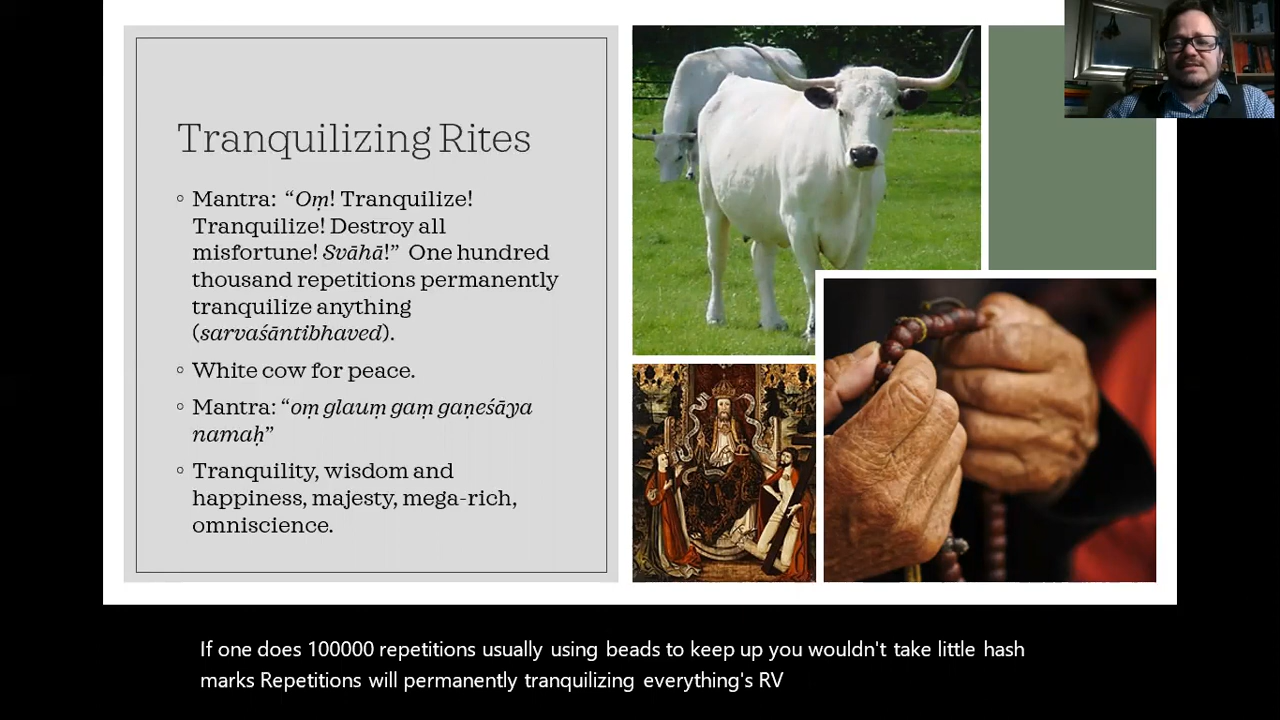 Tranquilizing Rites
◦ Mantra: “Oṃ! Tranquilize!
Tranquilize! Destroy all
misfortune! Svāhā!” One hundred
thousand repetitions permanently
tranquilize anything
(sarvaśāntibhaved).
◦ White cow for peace.
◦ Mantra: “oṃ glauṃ gaṃ gaṇeśāya
namaḥ”
◦ Tranquility, wisdom and
happiness, majesty, mega-rich,
omniscience.
If one does 100000 repetitions usually using beads to keep up you wouldn't take little hash
marks Repetitions will permanently tranquilizing everything's RV